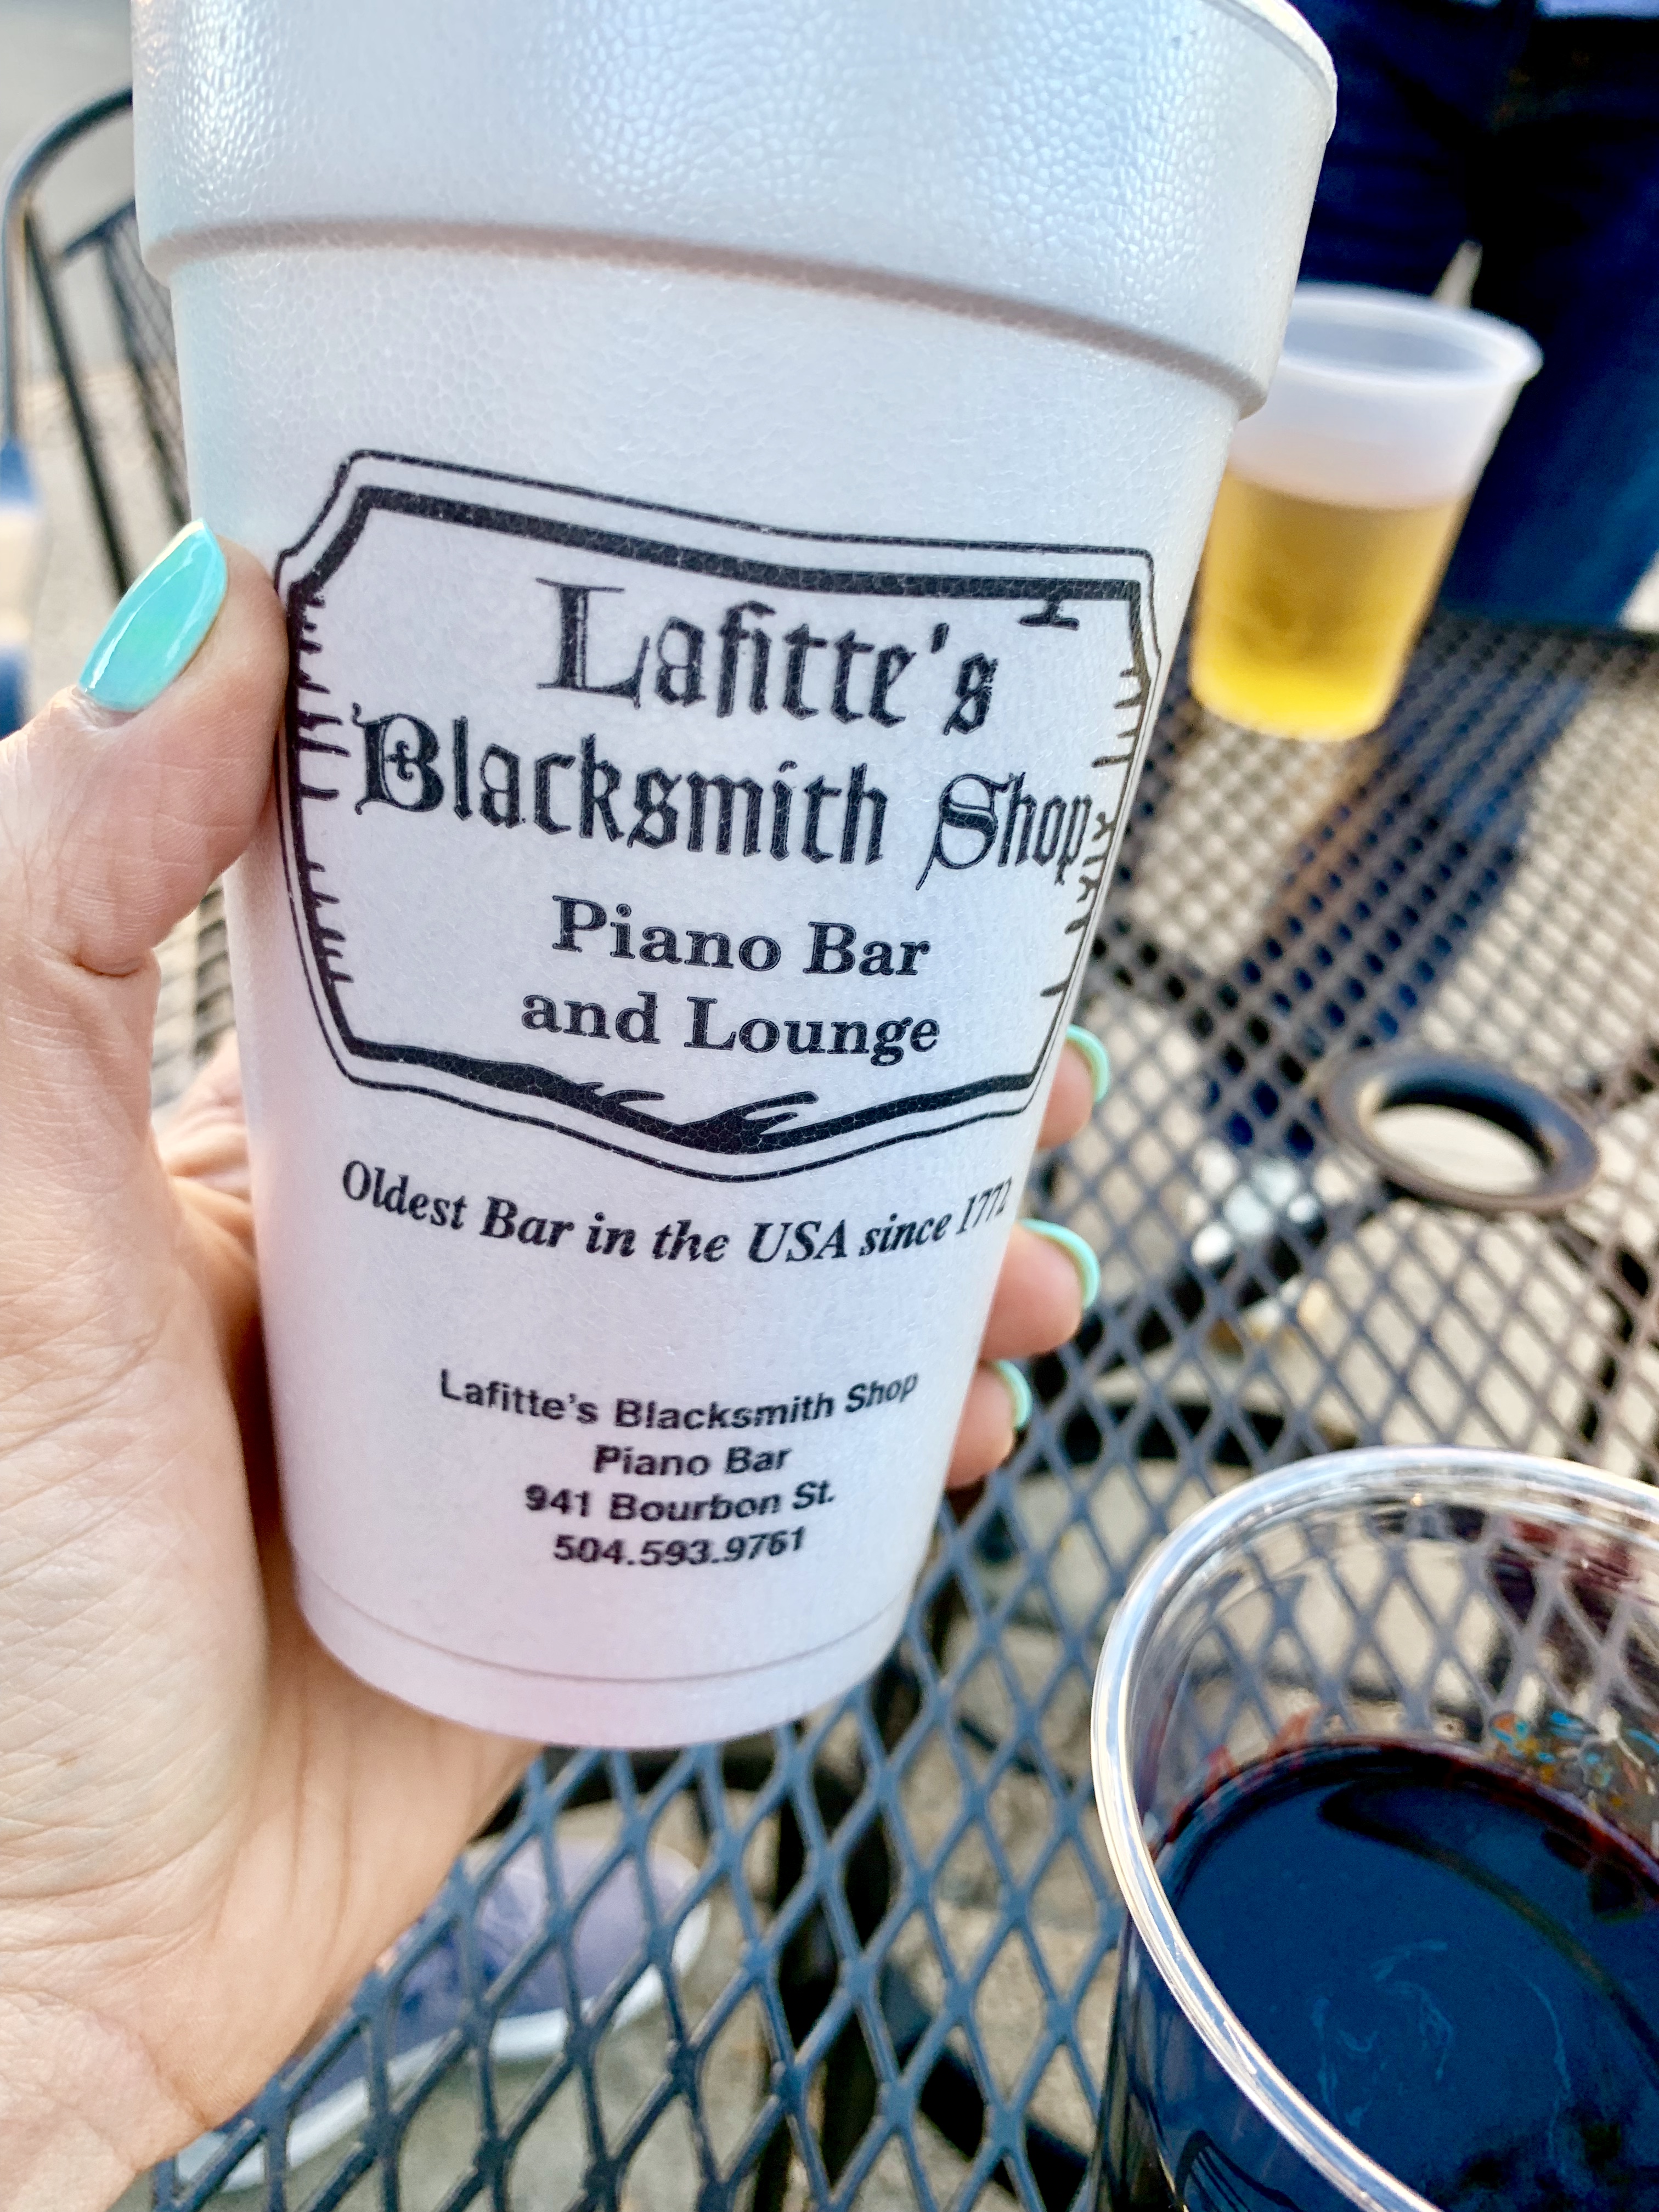 Lafitte's
Blacksmith Shop
Piano Bar
and Lounge
Oldest Bar in the USA since 1772
Lafitte's Blacksmith Shop
Piano Bar
941 Bourbon St.
504.593.9761